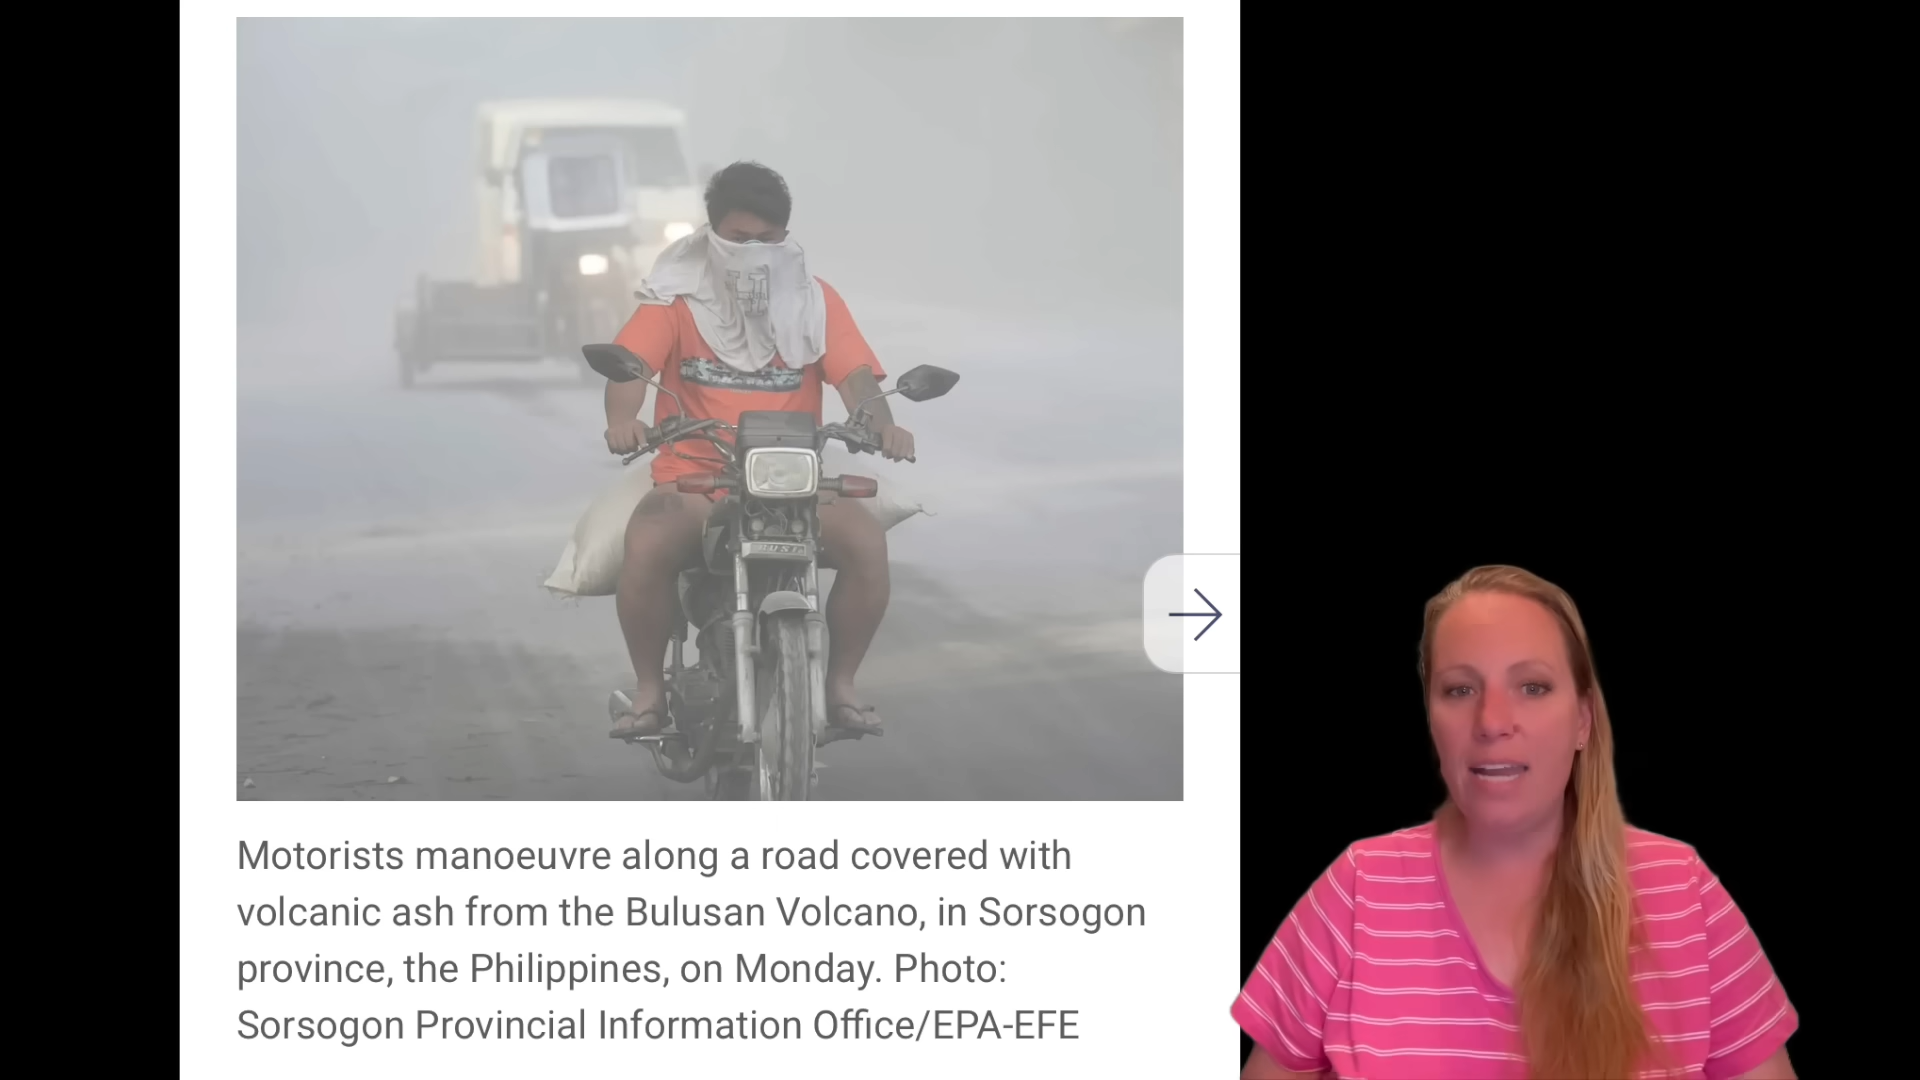 Motorists manoeuvre along a road covered with
volcanic ash from the Bulusan Volcano, in Sorsogon
province, the Philippines, on Monday. Photo:
Sorsogon Provincial Information Office/EPA-EFE